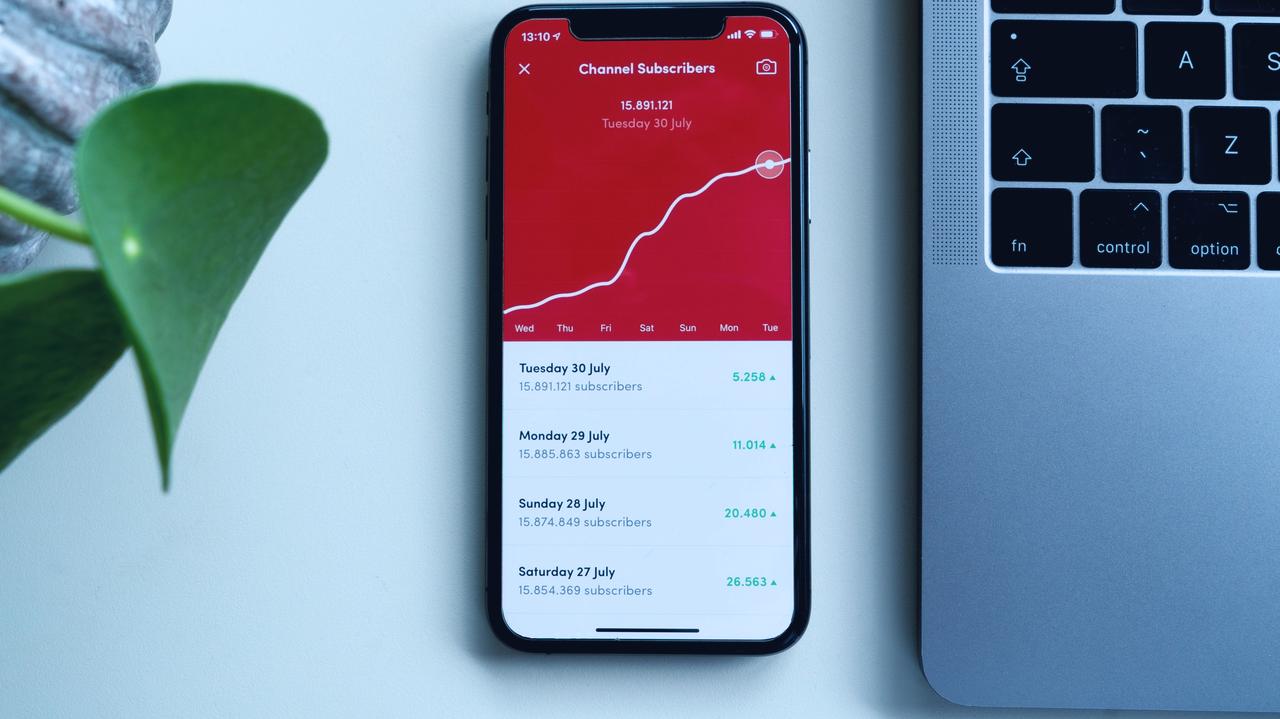 13:10
Channel Subscribers
15.891.121
Tuesday 30 July
Wed Thu Fri Sat Sun Mon Tue
Tuesday 30 July
15.891.121 subscribers
5.258 ▲
Monday 29 July
15.885.863 subscribers
11.014 ▲
Sunday 28 July
15.874.849 subscribers
20.480 ▲
Saturday 27 July
15.854.369 subscribers
26.563 ▲
A S
~
` Z
fn control option